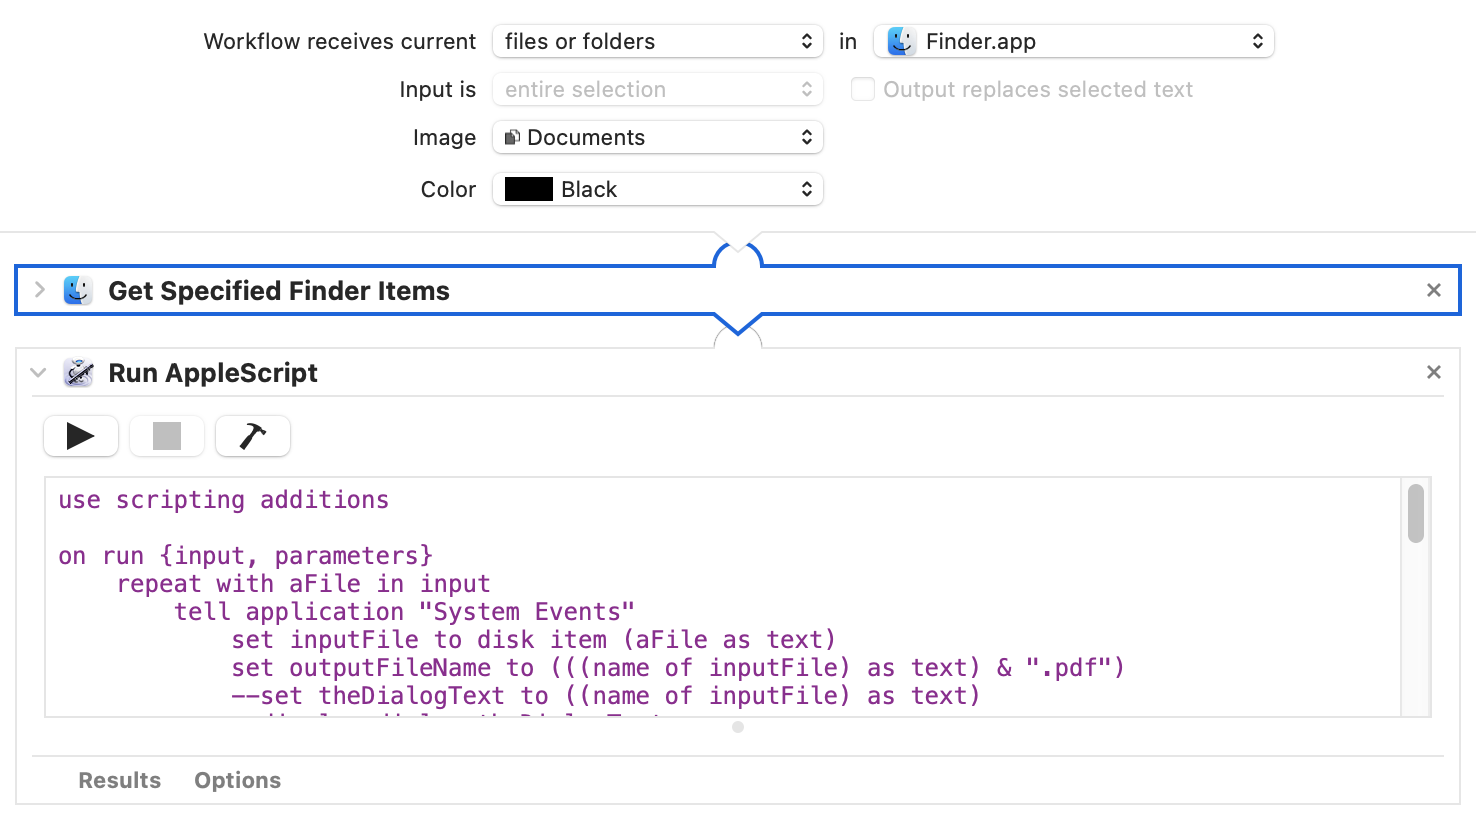 Workflow receives current files or folders in Finder.app
Input is entire selection Output replaces selected text
Image Documents
Color Black
Get Specified Finder Items
Run AppleScript
use scripting additions
on run {input, parameters}
repeat with aFile in input
tell application "System Events"
set inputFile to disk item (aFile as text)
set outputFileName to (((name of inputFile) as text) & ".pdf")
--set theDialogText to ((name of inputFile) as text)
Results Options